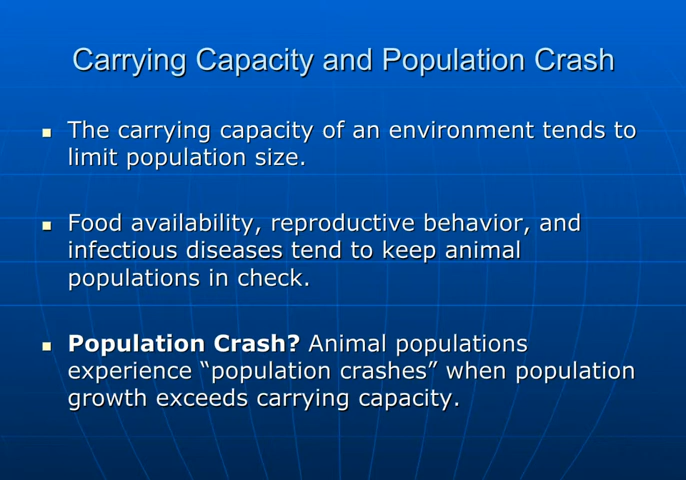 Carrying Capacity and Population Crash
The carrying capacity of an environment tends to
limit population size.
Food availability, reproductive behavior, and
infectious diseases tend to keep animal
populations in check.
Population Crash? Animal populations
experience “population crashes” when population
growth exceeds carrying capacity.